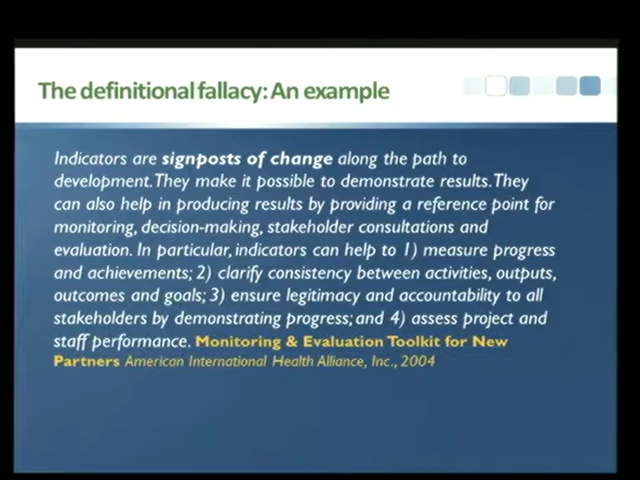 The definitional fallacy: An example
Indicators are signposts of change along the path to
development. They make it possible to demonstrate results. They
can also help in producing results by providing a reference point for
monitoring, decision-making, stakeholder consultations and
evaluation. In particular, indicators can help to 1) measure progress
and achievements; 2) clarify consistency between activities, outputs,
outcomes and goals; 3) ensure legitimacy and accountability to all
stakeholders by demonstrating progress; and 4) assess project and
staff performance. Monitoring & Evaluation Toolkit for New
Partners American International Health Alliance, Inc., 2004